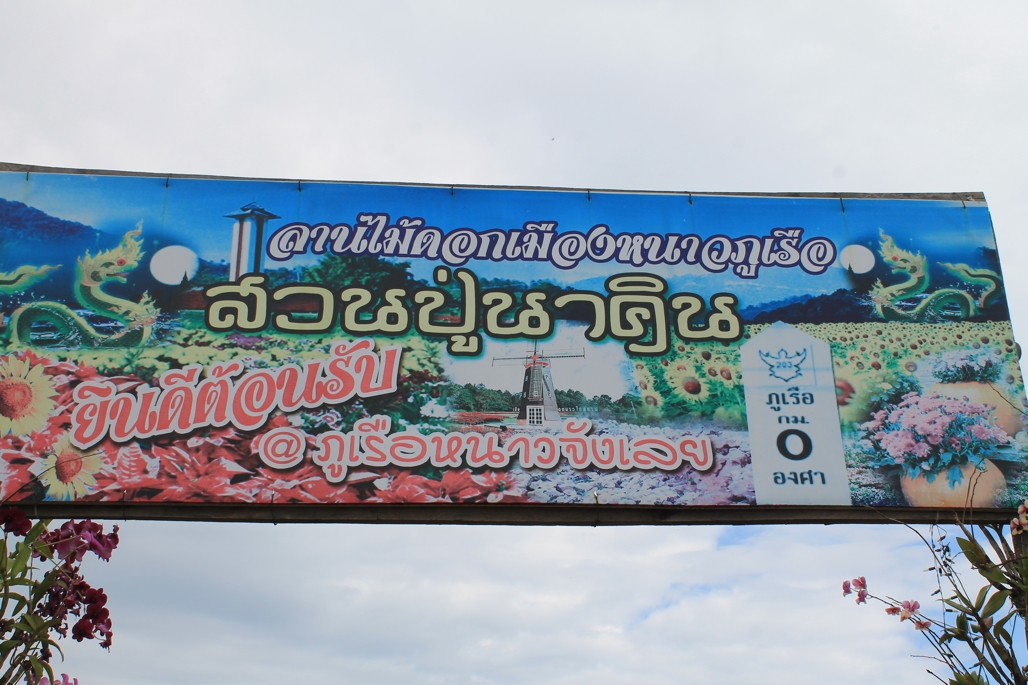 ลานไม้ดอกเมืองหนาวภูเรือ
สวนปู่นาคิน
ยินดีต้อนรับ
@ ภูเรือหนาวจังเลย
203
ภูเรือ
กม.
0
องศา